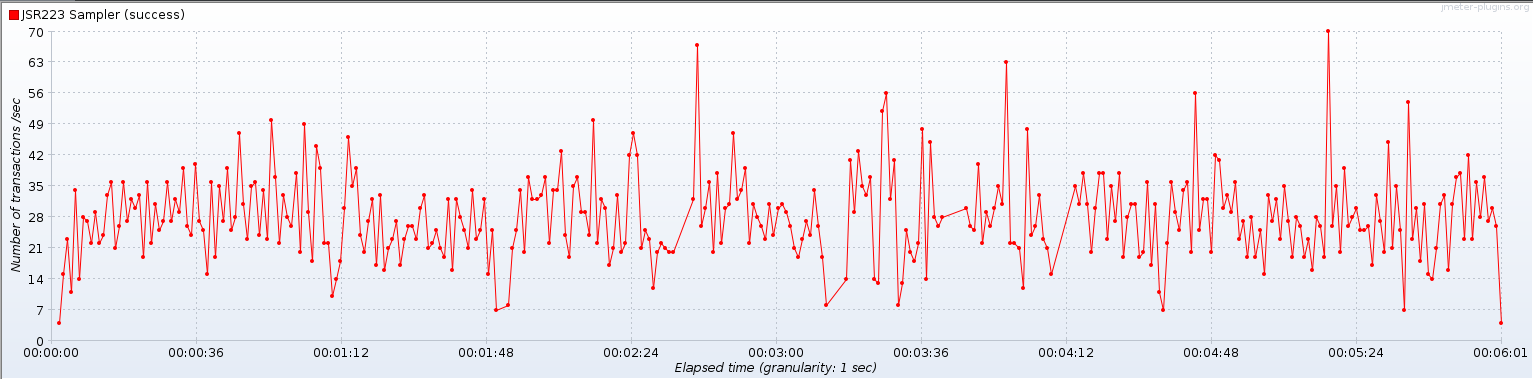 JSR223 Sampler (success)
jmeter-plugins.org
70
63
56
49
42
35
28
21
14
7
0
Number of transactions /sec
00:00:00 00:00:36 00:01:12 00:01:48 00:02:24 00:03:00 00:03:36 00:04:12 00:04:48 00:05:24 00:06:01
Elapsed time (granularity: 1 sec)